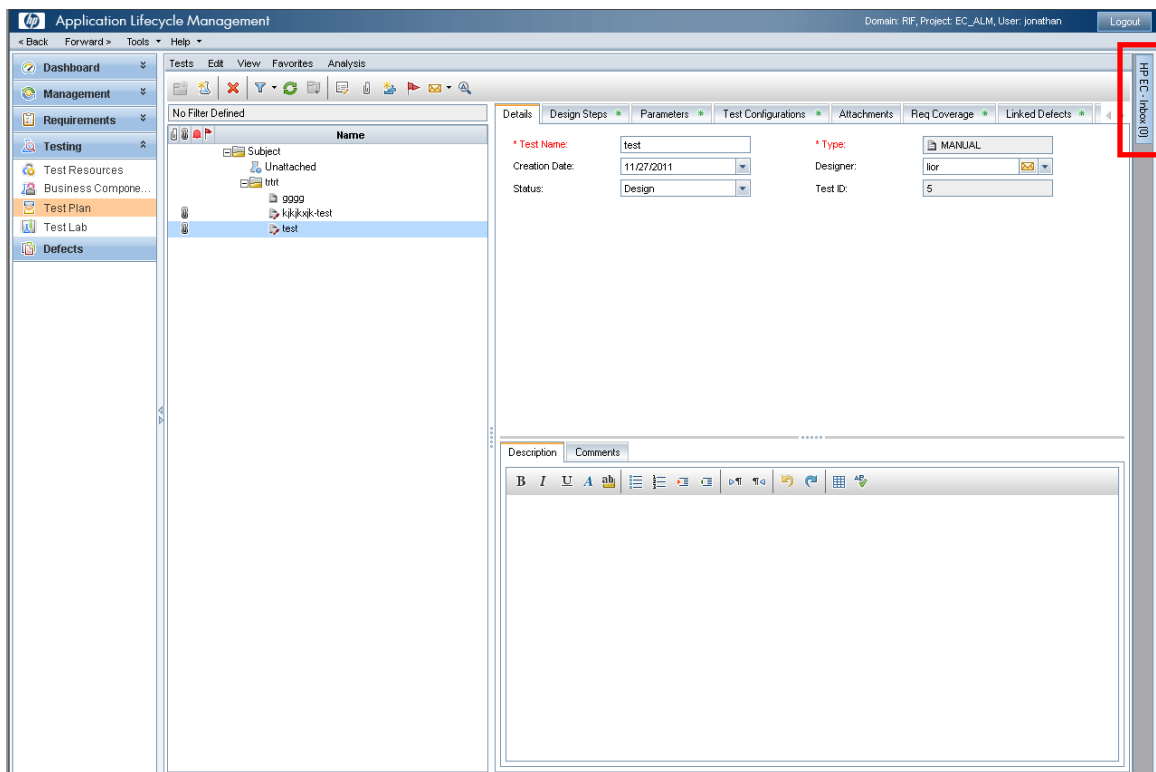 hp Application Lifecycle Management Domain: RIF, Project: EC_ALM, User: jonathan Logout
< Back Forward > Tools Help
Dashboard
Management
Requirements
Testing
Test Resources
Business Compone...
Test Plan
Test Lab
Defects
Tests Edit View Favorites Analysis
No Filter Defined
Name
Subject
Unattached
gggg
kjkjkxjk-test
test
Details Design Steps * Parameters * Test Configurations * Attachments Req Coverage * Linked Defects *
* Test Name: test * Type: MANUAL
Creation Date: 11/27/2011 Designer: lior
Status: Design Test ID: 5
Description Comments
B I U A ab
HP EC - Inbox (0)